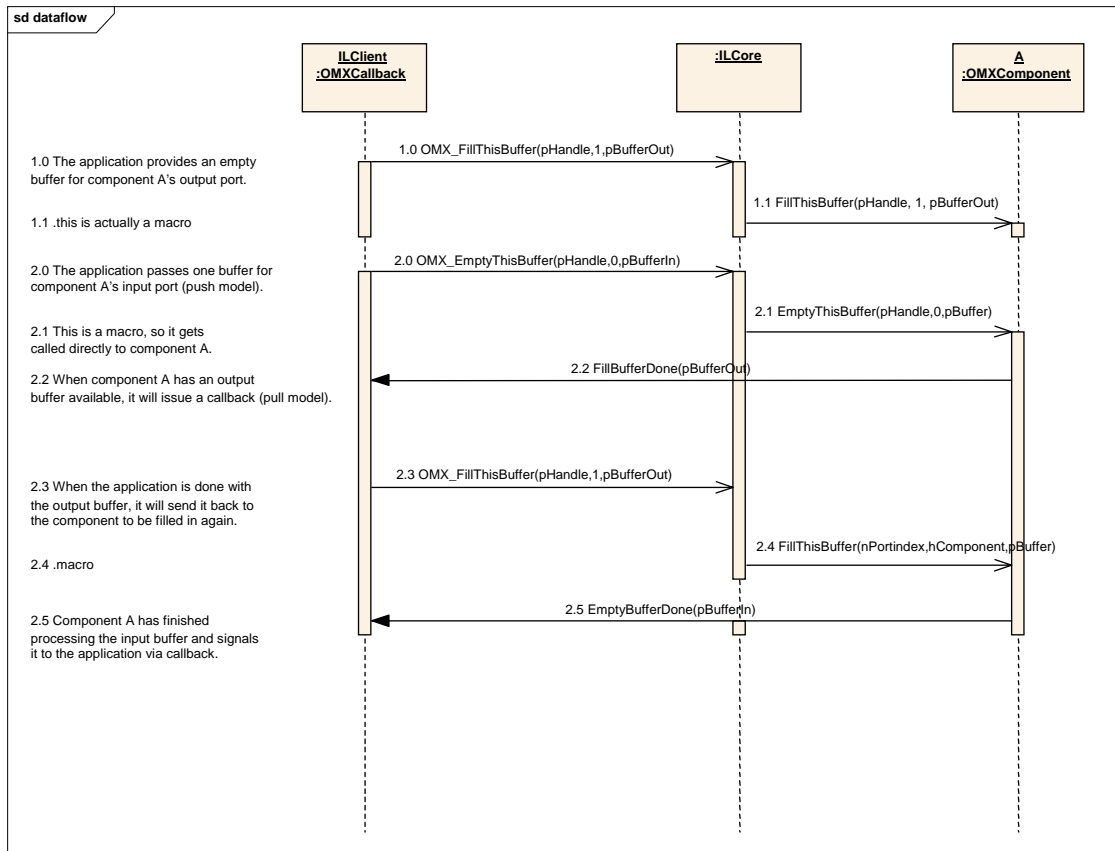 sd dataflow
ILClient
:OMXCallback
:ILCore
A
:OMXComponent
1.0 The application provides an empty
buffer for component A's output port.
1.0 OMX_FillThisBuffer(pHandle,1,pBufferOut)
1.1 .this is actually a macro
1.1 FillThisBuffer(pHandle, 1, pBufferOut)
2.0 The application passes one buffer for
component A's input port (push model).
2.0 OMX_EmptyThisBuffer(pHandle,0,pBufferIn)
2.1 This is a macro, so it gets
called directly to component A.
2.1 EmptyThisBuffer(pHandle,0,pBuffer)
2.2 When component A has an output
buffer available, it will issue a callback (pull model).
2.2 FillBufferDone(pBufferOut)
2.3 When the application is done with
the output buffer, it will send it back to
the component to be filled in again.
2.3 OMX_FillThisBuffer(pHandle,1,pBufferOut)
2.4 .macro
2.4 FillThisBuffer(nPortindex,hComponent,pBuffer)
2.5 Component A has finished
processing the input buffer and signals
it to the application via callback.
2.5 EmptyBufferDone(pBufferIn)